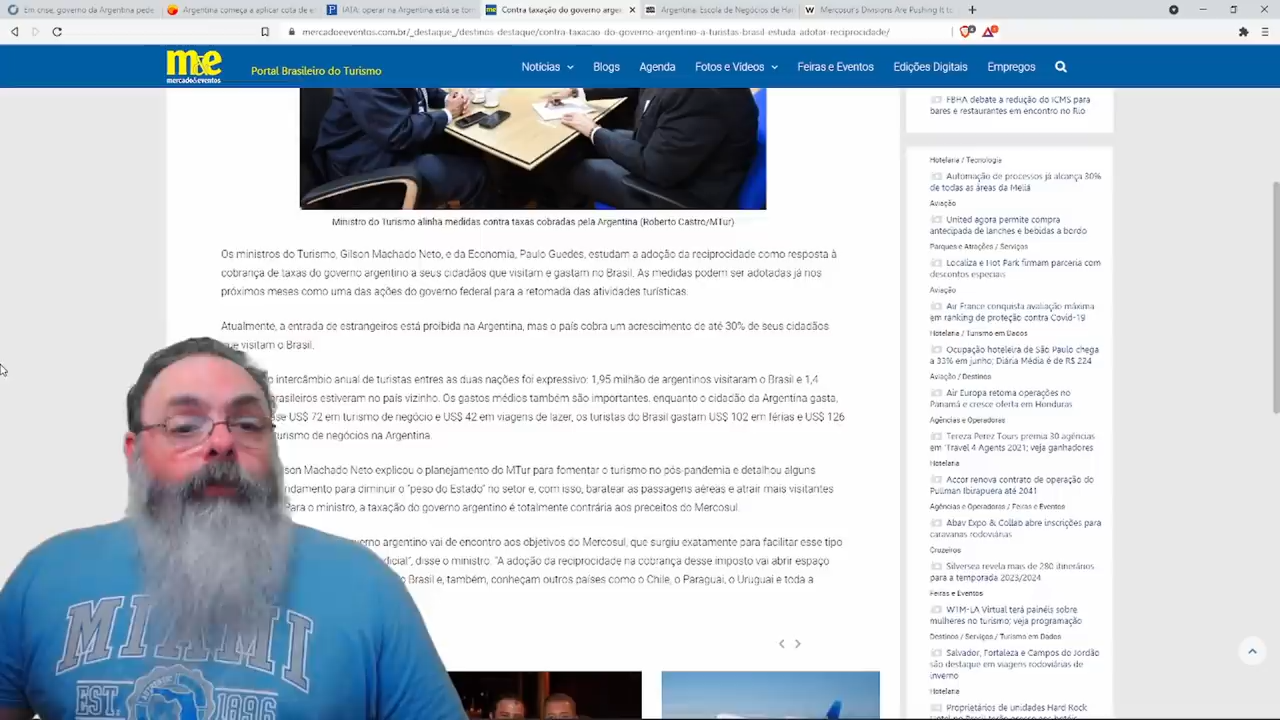 Em crise, governo da Argentina pede
Argentina começa a aplicar cota de e
IATA: operar na Argentina está se torn
Contra taxação do governo argen
Argentina: Escola de Negócios de Har
Mercosur's Divisions Are Pushing It to
mercadoeeventos.com.br/_destaque_/destinos-destaque/contra-taxacao-do-governo-argentino-a-turistas-brasil-estuda-adotar-reciprocidade/
m&e
mercado&eventos
Portal Brasileiro do Turismo
Notícias
Blogs
Agenda
Fotos e Vídeos
Feiras e Eventos
Edições Digitais
Empregos
Ministro do Turismo alinha medidas contra taxas cobradas pela Argentina (Roberto Castro/MTur)
Os ministros do Turismo, Gilson Machado Neto, e da Economia, Paulo Guedes, estudam a adoção da reciprocidade como resposta à
cobrança de taxas do governo argentino a seus cidadãos que visitam e gastam no Brasil. As medidas podem ser adotadas já nos
próximos meses como uma das ações do governo federal para a retomada das atividades turísticas.
Atualmente, a entrada de estrangeiros está proibida na Argentina, mas o país cobra um acrescimento de até 30% de seus cidadãos
que visitam o Brasil.
intercâmbio anual de turistas entres as duas nações foi expressivo: 1,95 milhão de argentinos visitaram o Brasil e 1,4
brasileiros estiveram no país vizinho. Os gastos médios também são importantes, enquanto o cidadão da Argentina gasta,
US$ 72 em turismo de negócio e US$ 42 em viagens de lazer, os turistas do Brasil gastam US$ 102 em férias e US$ 126
turismo de negócios na Argentina.
son Machado Neto explicou o planejamento do MTur para fomentar o turismo no pós-pandemia e detalhou alguns
ndamento para diminuir o "peso do Estado" no setor e, com isso, baratear as passagens aéreas e atrair mais visitantes
Para o ministro, a taxação do governo argentino é totalmente contrária aos preceitos do Mercosul.
verno argentino vai de encontro aos objetivos do Mercosul, que surgiu exatamente para facilitar esse tipo
dicial", disse o ministro. "A adoção da reciprocidade na cobrança desse imposto vai abrir espaço
o Brasil e, também, conheçam outros países como o Chile, o Paraguai, o Uruguai e toda a
FBHA debate a redução do ICMS para
bares e restaurantes em encontro no Rio
Hotelaria / Tecnologia
Automação de processos já alcança 30%
de todas as áreas da Meliá
Aviação
United agora permite compra
antecipada de lanches e bebidas a bordo
Parques e Atrações / Serviços
Localiza e Hot Park firmam parceria com
descontos especiais
Aviação
Air France conquista avaliação máxima
em ranking de proteção contra Covid-19
Hotelaria / Turismo em Dados
Ocupação hoteleira de São Paulo chega
a 33% em junho; Diária Média é de R$ 224
Aviação / Destinos
Air Europa retoma operações no
Panamá e cresce oferta em Honduras
Agências e Operadoras
Tereza Perez Tours premia 30 agências
em 'Travel 4 Agents 2021; veja ganhadores
Hotelaria
Accor renova contrato de operação do
Pullman Ibirapuera até 2041
Agências e Operadoras / Feiras e Eventos
Abav Expo & Collab abre inscrições para
caravanas rodoviárias
Cruzeiros
Silversea revela mais de 280 itinerários
para a temporada 2023/2024
Feiras e Eventos
WTM-LA Virtual terá painéis sobre
mulheres no turismo; veja programação
Destinos / Serviços / Turismo em Dados
Salvador, Fortaleza e Campos do Jordão
são destaque em viagens rodoviárias de
inverno
Hotelaria
Proprietários de unidades Hard Rock
MIAMI
EST.
1896